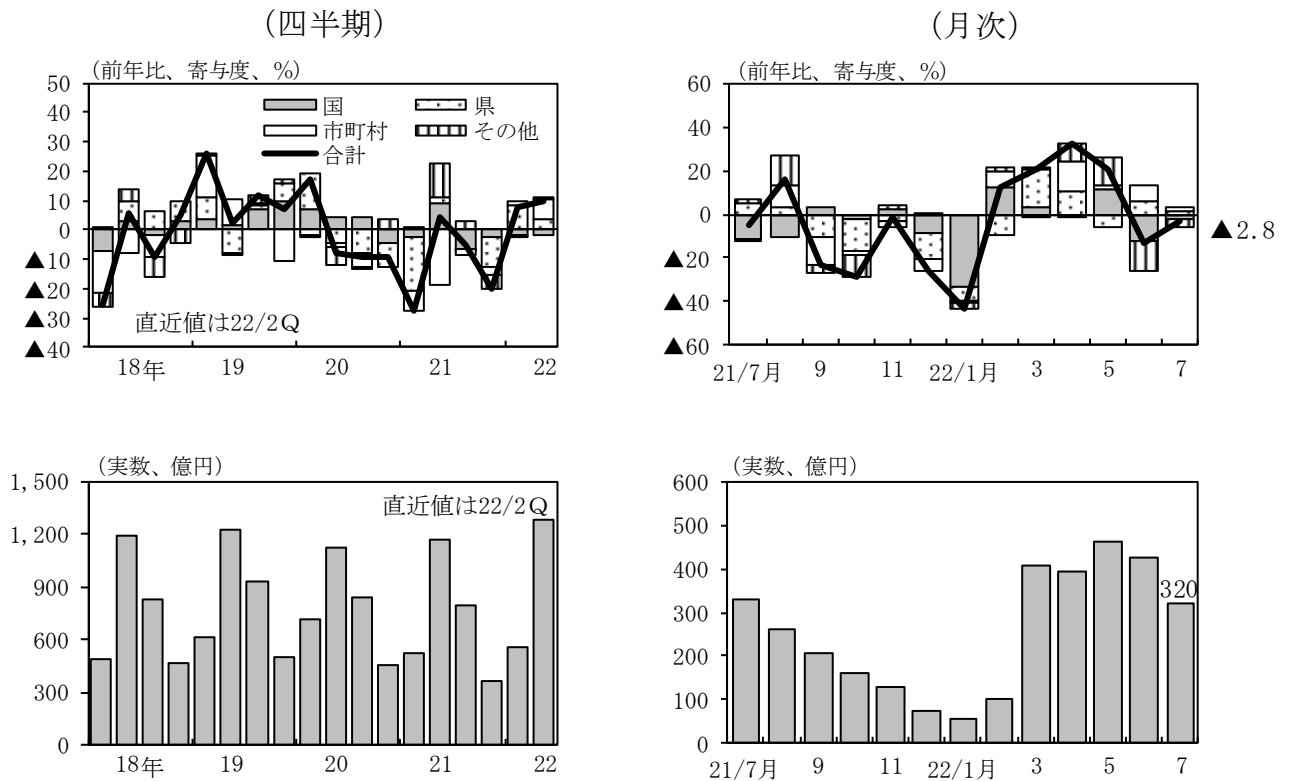 (四半期)
(前年比、寄与度、%)
50
40
30
20
10
0
▲10
▲20
▲30
▲40
国
県
市町村
その他
合計
直近値は22/2Q
18年 19 20 21 22
(月次)
(前年比、寄与度、%)
60
40
20
0
▲20
▲40
▲60
▲2.8
21/7月 9 11 22/1月 3 5 7
(実数、億円)
1,500
1,200
900
600
300
0
直近値は22/2Q
18年 19 20 21 22
(実数、億円)
600
500
400
300
200
100
0
320
21/7月 9 11 22/1月 3 5 7